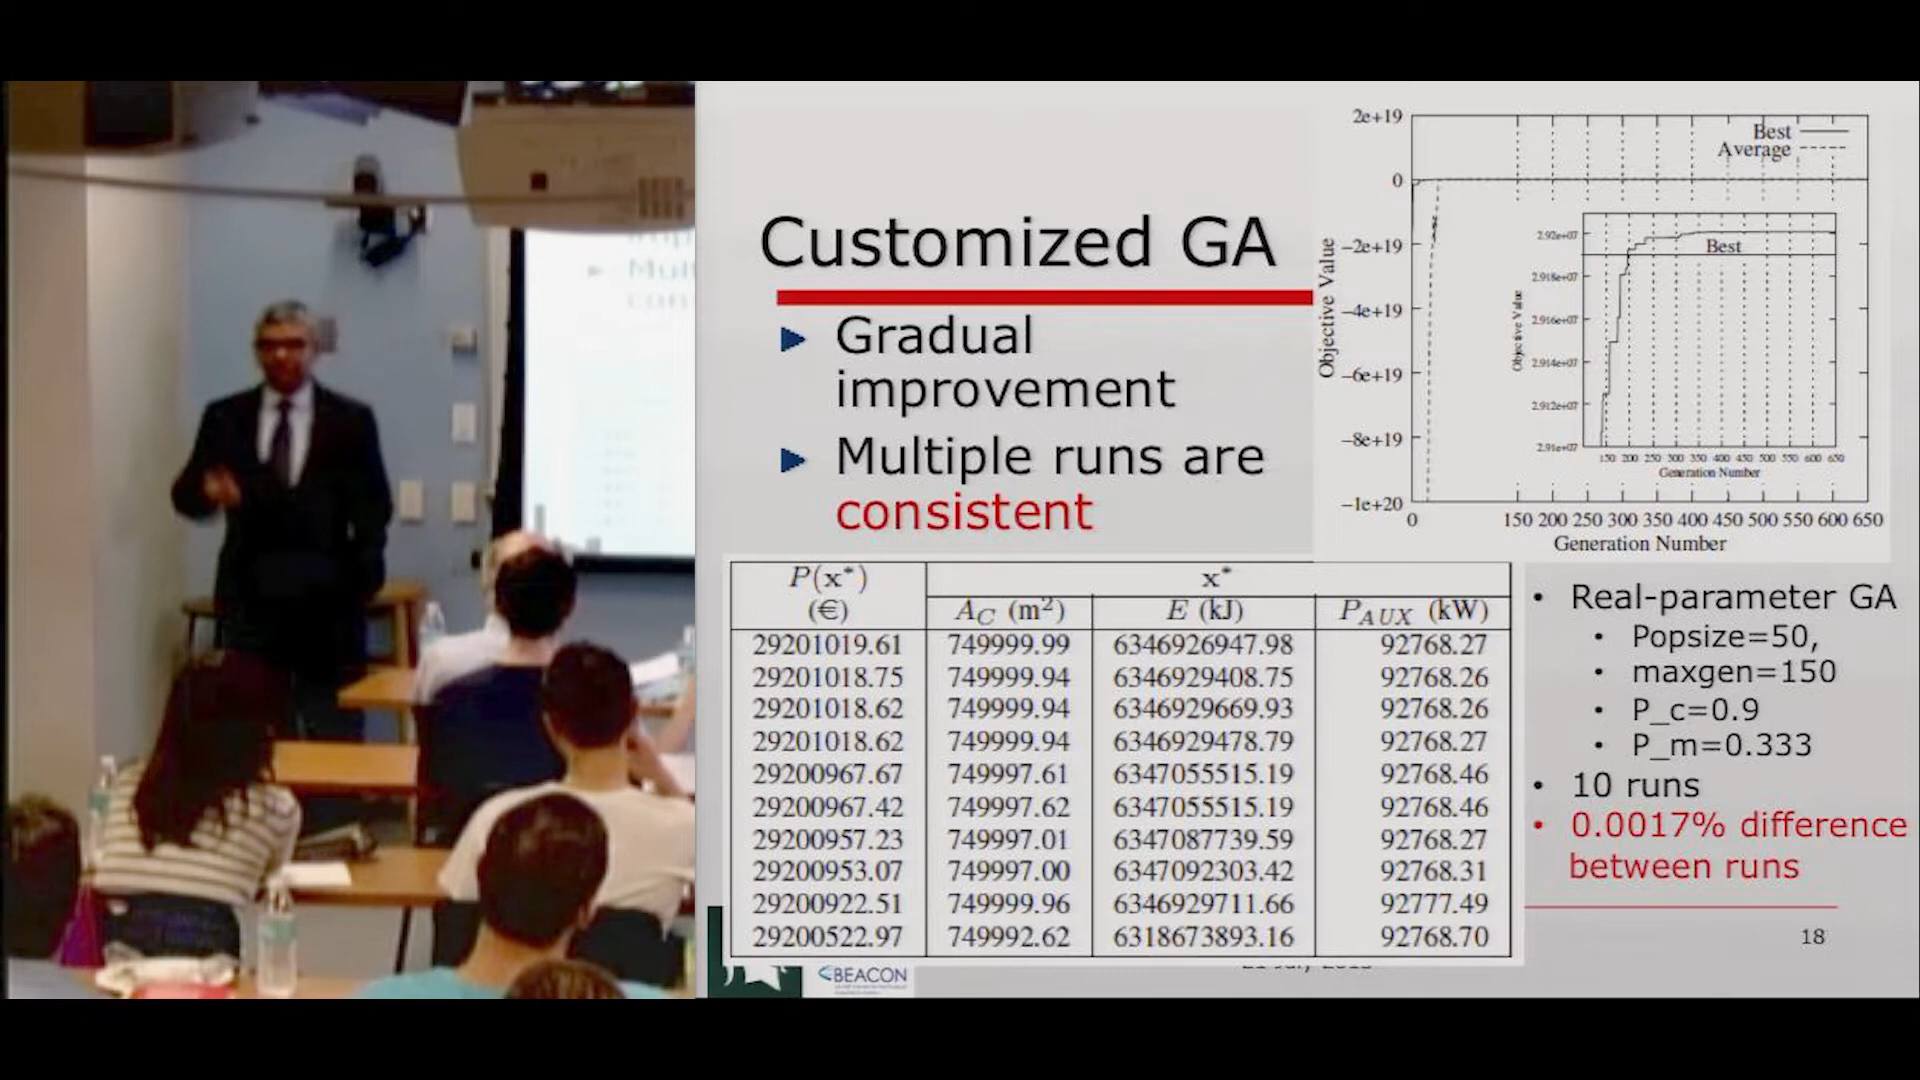 Customized GA
Gradual
improvement
Multiple runs are
consistent
2e+19
0
−2e+19
−4e+19
−6e+19
−8e+19
−1e+20
Objective Value
Best
Average
0 150 200 250 300 350 400 450 500 550 600 650
Generation Number
2.92e+07
2.918e+07
2.916e+07
2.914e+07
2.912e+07
2.91e+07
Objective Value
Best
150 200 250 300 350 400 450 500 550 600 650
Generation Number
P(x*) x*
(€) A_C (m²) E (kJ) P_AUX (kW)
29201019.61 749999.99 6346926947.98 92768.27
29201018.75 749999.94 6346929408.75 92768.26
29201018.62 749999.94 6346929669.93 92768.26
29201018.62 749999.94 6346929478.79 92768.27
29200967.67 749997.61 6347055515.19 92768.46
29200967.42 749997.62 6347055515.19 92768.46
29200957.23 749997.01 6347087739.59 92768.27
29200953.07 749997.00 6347092303.42 92768.31
29200922.51 749999.96 6346929711.66 92777.49
29200522.97 749992.62 6318673893.16 92768.70
• Real-parameter GA
• Popsize=50,
• maxgen=150
• P_c=0.9
• P_m=0.333
• 10 runs
• 0.0017% difference
between runs
18
BEACON